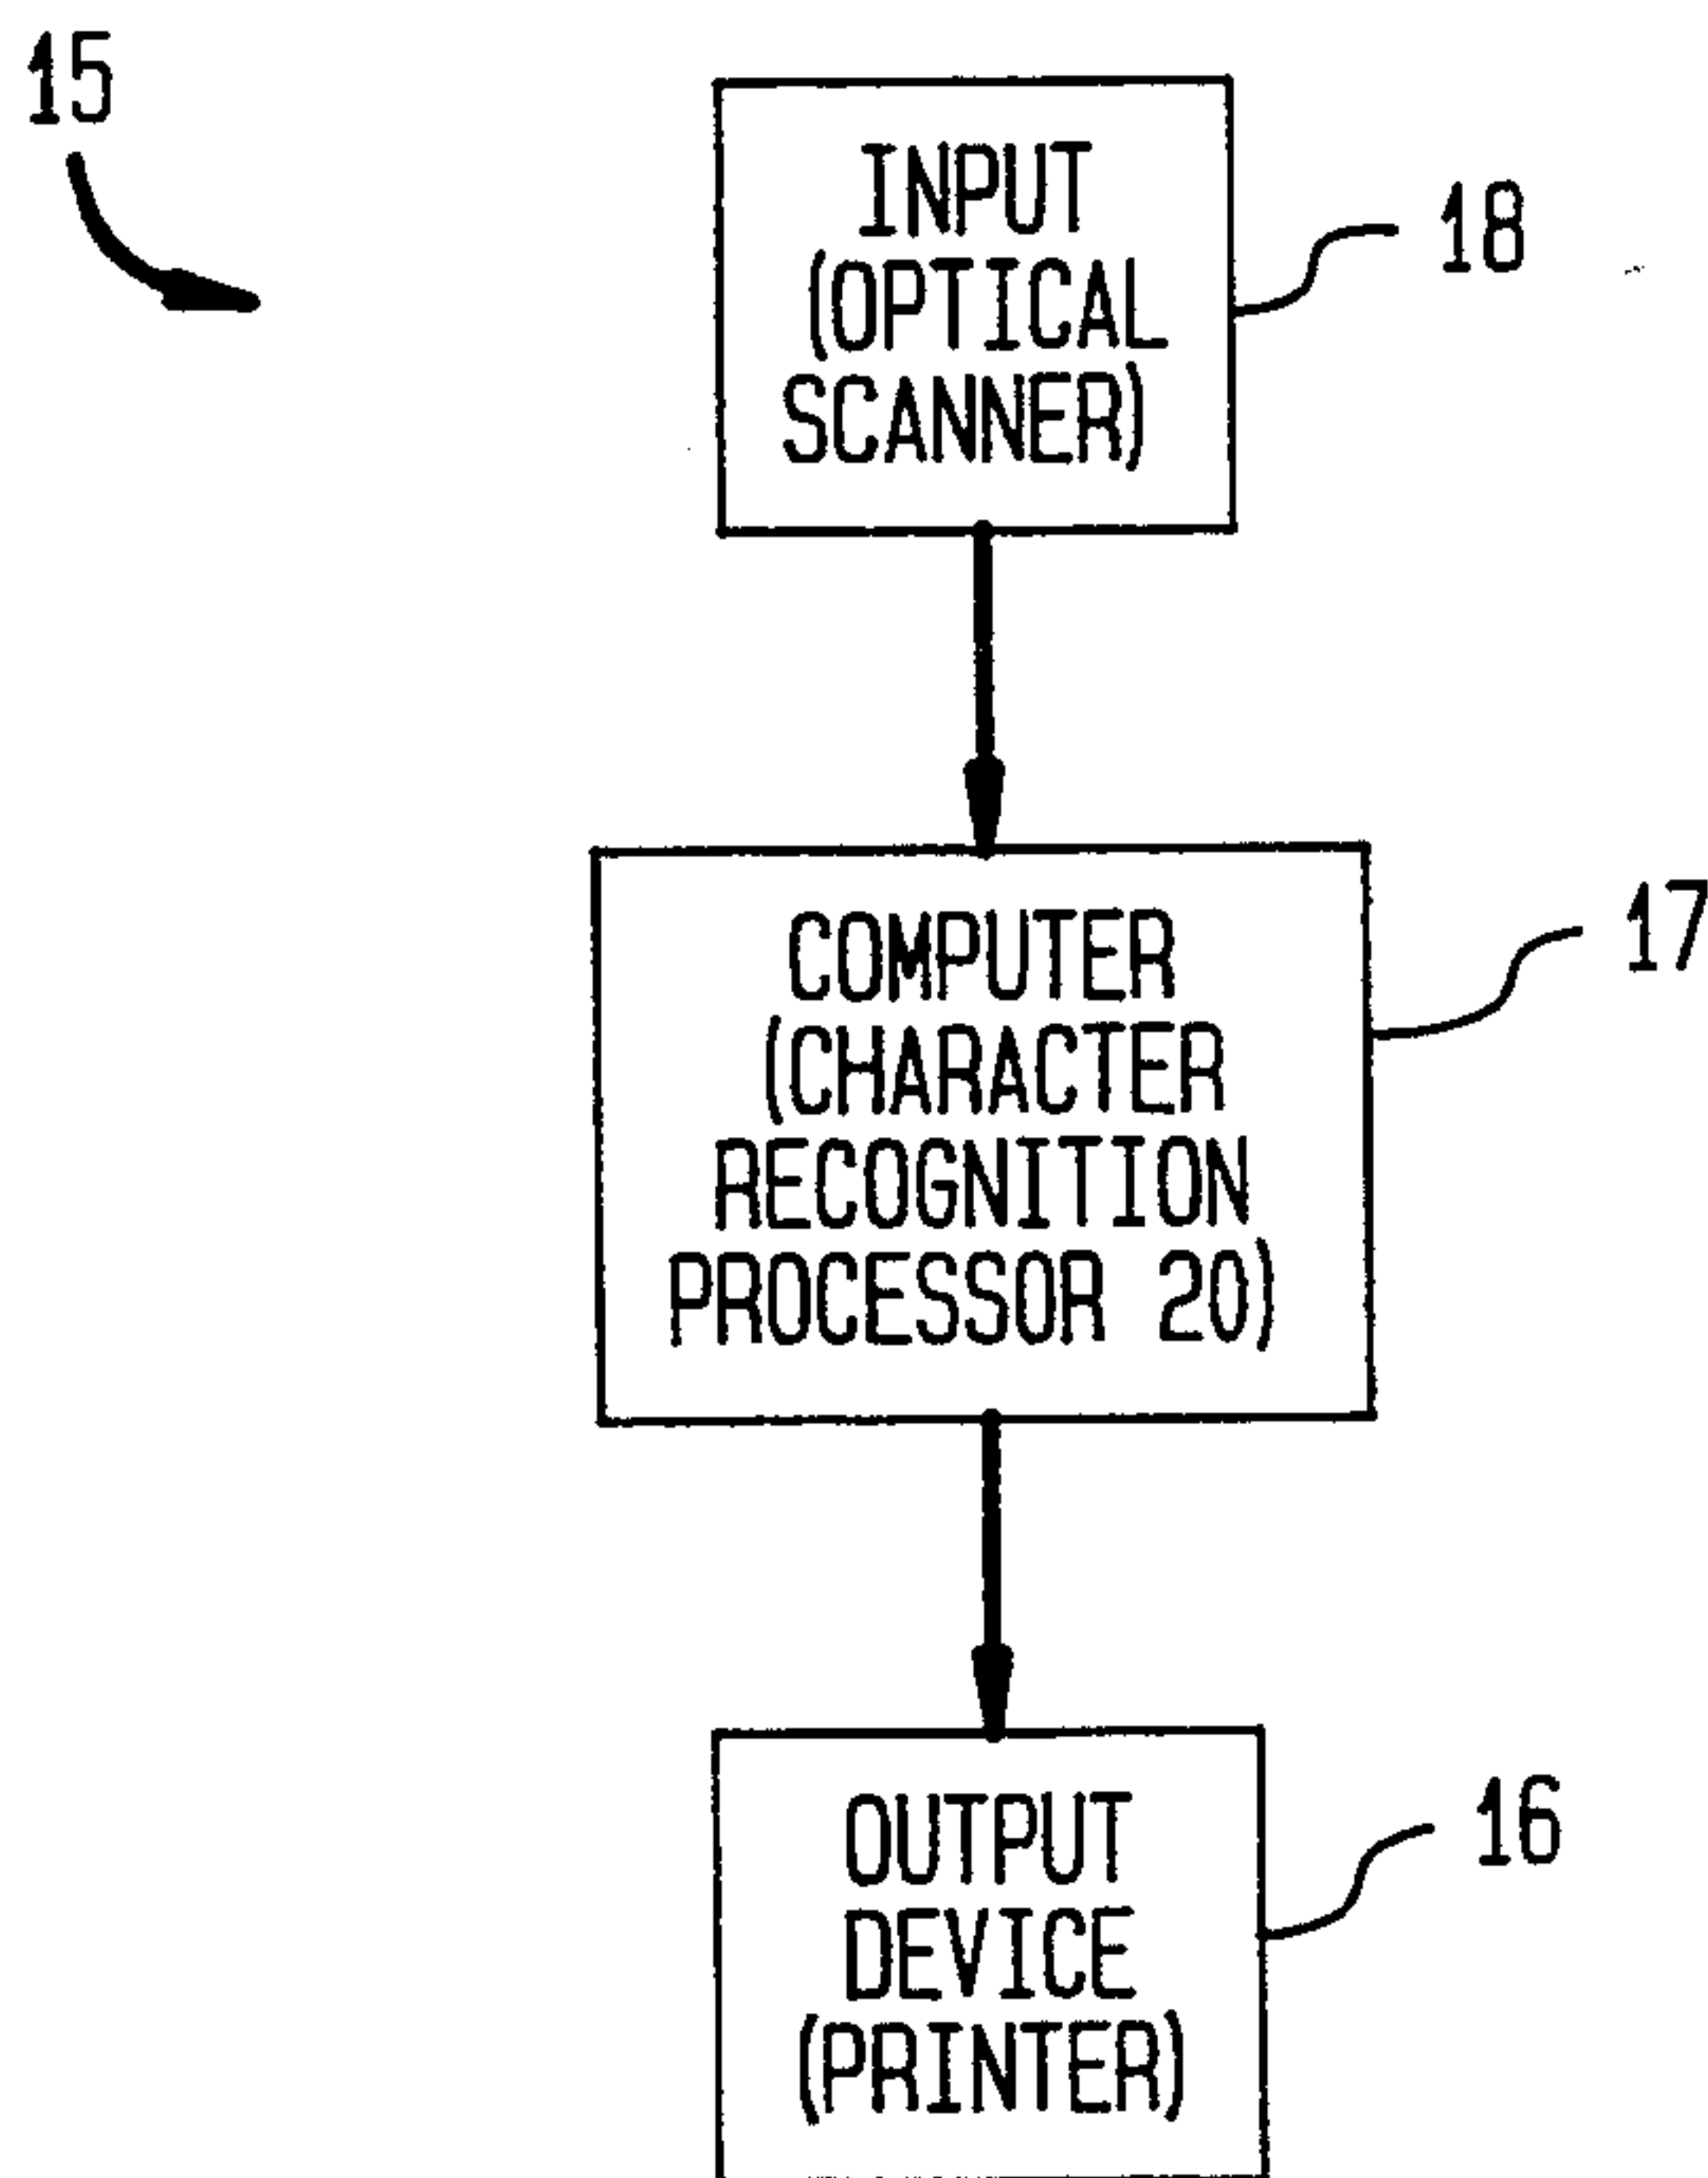 15
INPUT
(OPTICAL
SCANNER)
18
COMPUTER
(CHARACTER
RECOGNITION
PROCESSOR 20)
17
OUTPUT
DEVICE
(PRINTER)
16